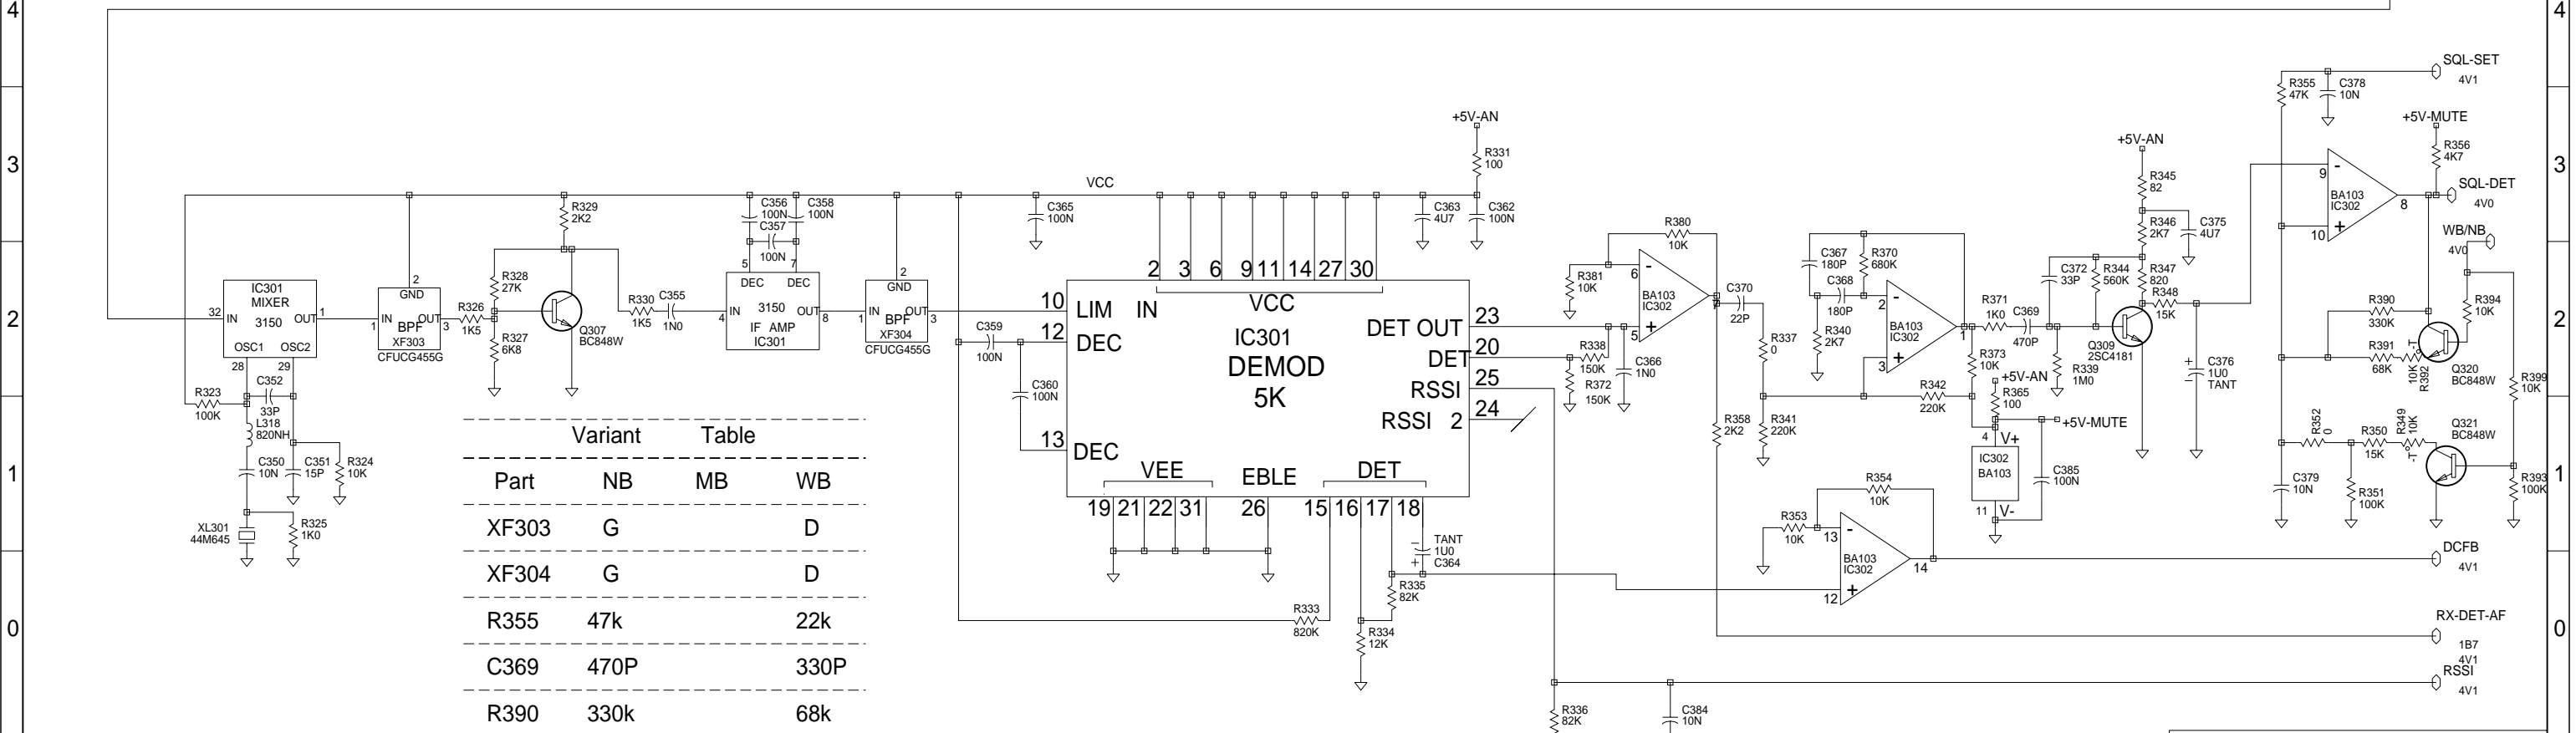 4
4
3
3
2
2
1
1
0
0
SQL-SET
4V1
R355
47K
C378
10N
+5V-MUTE
R356
4K7
SQL-DET
4V0
9
-
BA103
IC302
8
10
+
WB/NB
4V0
+5V-AN
R331
100
VCC
+5V-AN
R345
82
R346
2K7
C375
4U7
R329
2K2
C356
100N
C358
100N
C357
100N
C365
100N
C363
4U7
C362
100N
IC301
MIXER
3150
32
IN
OUT
1
OSC1
OSC2
28
29
2
GND
1
IN
OUT
3
BPF
XF303
CFUCG455G
R326
1K5
R328
27K
R327
6K8
Q307
BC848W
R330
1K5
C355
1N0
5
7
DEC
DEC
4
IN
3150
OUT
8
IF AMP
IC301
2
GND
1
IN
OUT
3
BPF
XF304
CFUCG455G
C359
100N
C360
100N
2
3
6
9
11
14
27
30
10
LIM IN
VCC
12
DEC
13
DEC
IC301
DEMOD
5K
DET OUT
23
DET
20
RSSI
25
RSSI 2
24
VEE
EBLE
DET
19
21
22
31
26
15
16
17
18
R323
100K
C352
33P
L318
820NH
C350
10N
C351
15P
R324
10K
XL301
44M645
R325
1K0
Variant Table
Part NB MB WB
XF303 G D
XF304 G D
R355 47k 22k
C369 470P 330P
R390 330k 68k
R380
10K
R381
10K
6
-
BA103
IC302
7
5
+
R338
150K
R372
150K
C366
1N0
C370
22P
R337
0
R358
2K2
R341
220K
C367
180P
R370
680K
C368
180P
R340
2K7
2
-
BA103
IC302
1
3
+
R371
1K0
C369
470P
R373
10K
R342
220K
+5V-AN
R365
100
+5V-MUTE
4
V+
IC302
BA103
11
V-
C385
100N
C372
33P
R344
560K
R347
820
R348
15K
Q309
2SC4181
R339
1M0
+
-
C376
1U0
TANT
R390
330K
R394
10K
R391
68K
R392
10K
-T°
Q320
BC848W
R399
10K
R352
0
R350
15K
R349
10K
-T°
Q321
BC848W
C379
10N
R351
100K
R393
100K
R354
10K
R353
10K
13
-
BA103
IC302
14
12
+
DCFB
4V1
-
+
TANT
1U0
C364
R335
82K
R333
820K
R334
12K
RX-DET-AF
1B7
4V1
RSSI
4V1
R336
82K
C384
10N